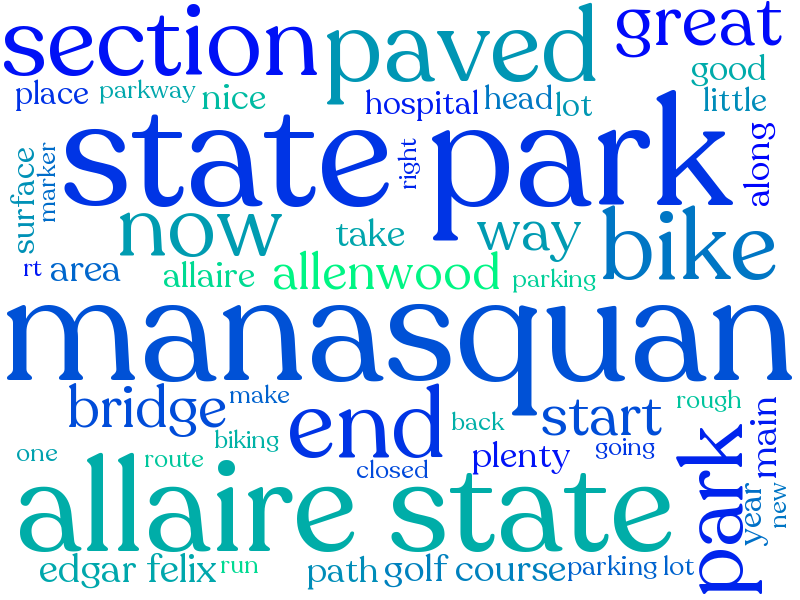 section paved great
place parkway nice hospital head lot good little
state park
surface marker right along
now take way bike
rt area allaire allenwood parking
manasquan
bridge make end back start rough
one biking route closed plenty going
allaire state park main year new
edgar felix run path golf course parking lot